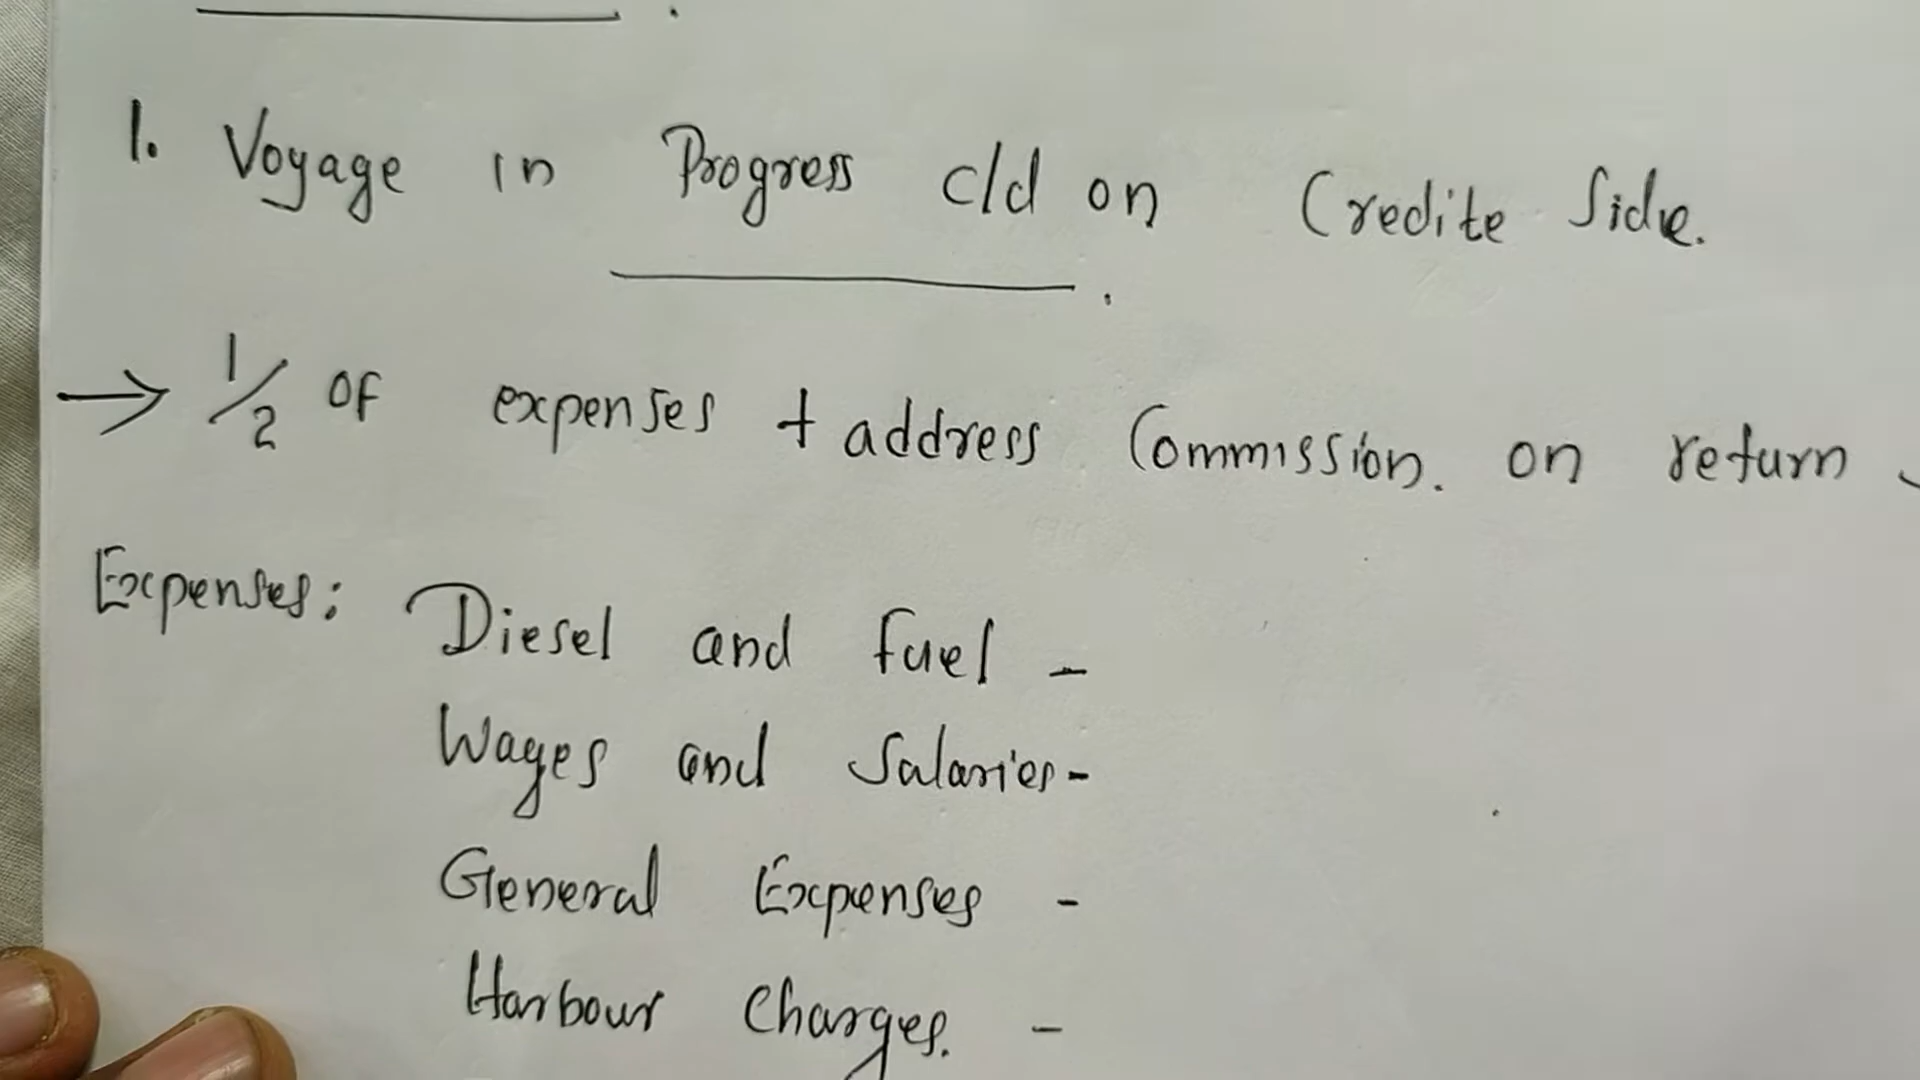 1. Voyage in Progress c/d on Credite Side.
→ 1/2 of expenses + address Commission. on return
Expenses: Diesel and fuel -
Wages and Salaries -
General Expenses -
Harbour Charges. -